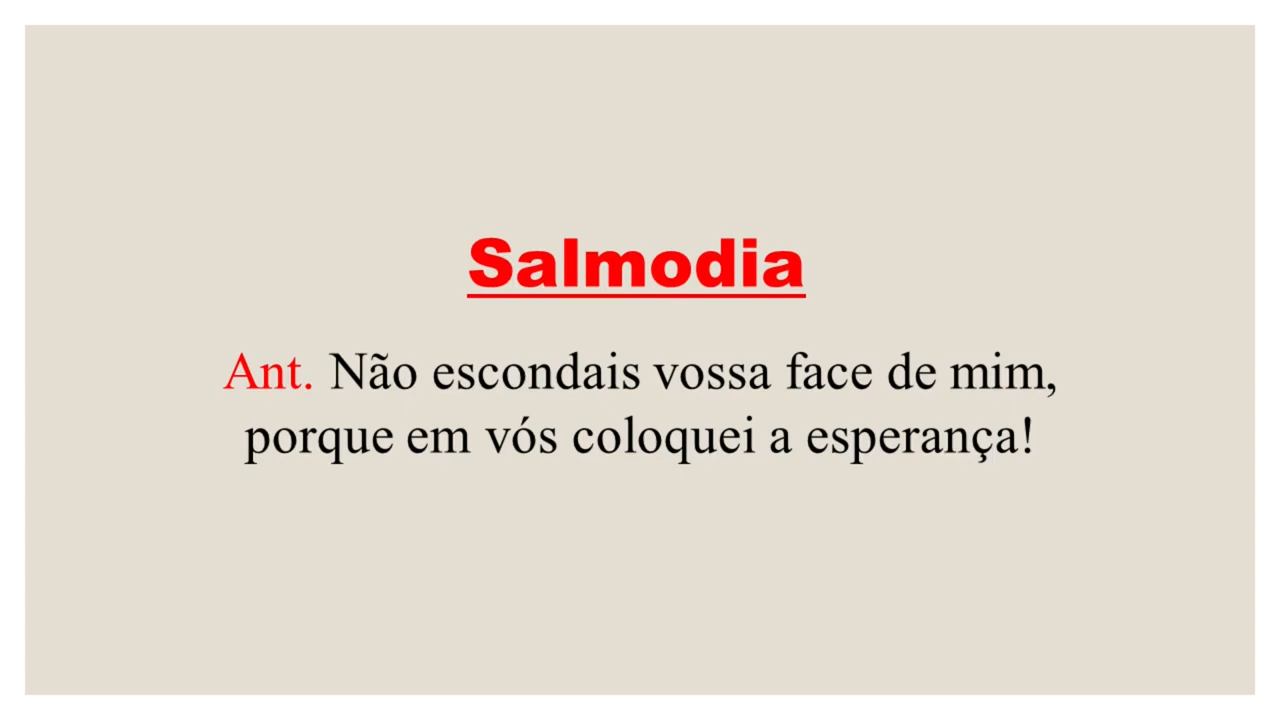 Salmodia
Ant. Não escondais vossa face de mim,
porque em vós coloquei a esperança!